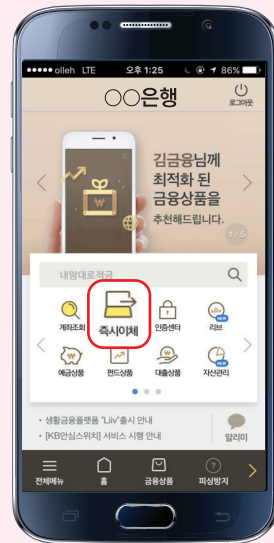 olleh LTE 오후 1:25 86%
○○은행
로그아웃
김금융님께
최적화 된
금융상품을
추천해드립니다.
1/5
내맘대로적금
계좌조회 즉시이체 인증센터 리브
예금상품 펀드상품 대출상품 자산관리
· 생활금융플랫폼 "Liiv"출시 안내
· [KB안심스위치] 서비스 시행 안내
알리미
전체메뉴 홈 금융상품 피싱방지